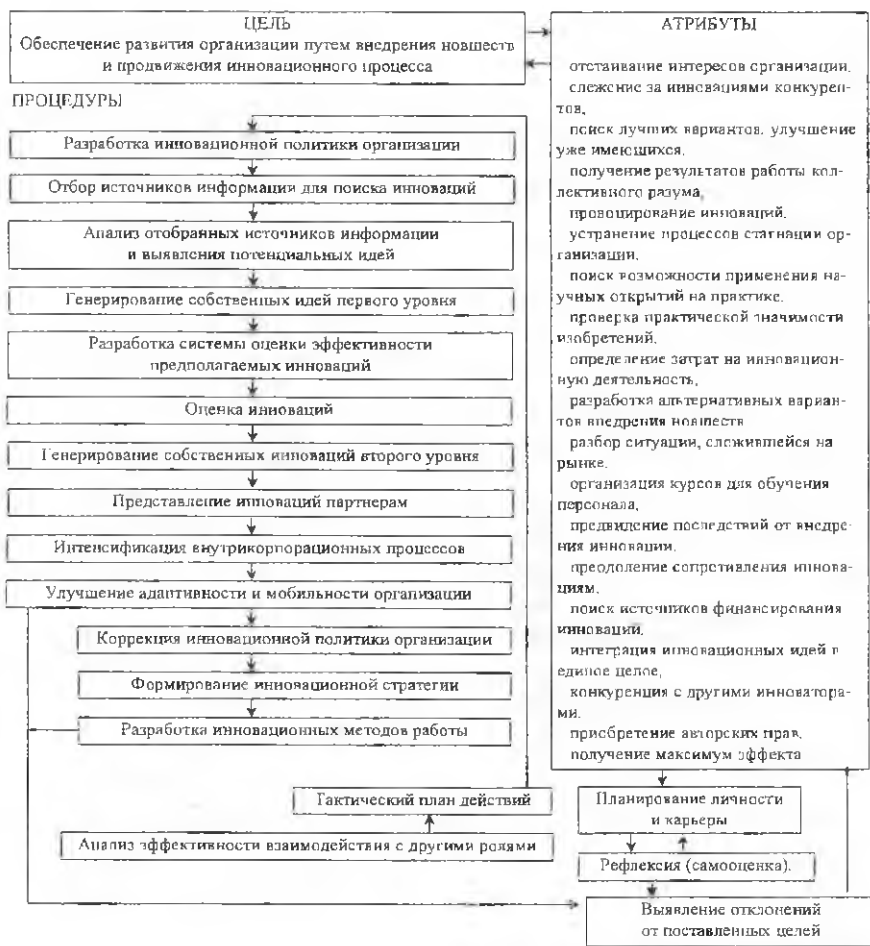 ЦЕЛЬ
Обеспечение развития организации путем внедрения новшеств
и продвижения инновационного процесса
ПРОЦЕДУРЫ
Разработка инновационной политики организации
Отбор источников информации для поиска инноваций
Анализ отобранных источников информации
и выявления потенциальных идей
Генерирование собственных идей первого уровня
Разработка системы оценки эффективности
предполагаемых инноваций
Оценка инноваций
Генерирование собственных инноваций второго уровня
Представление инноваций партнерам
Интенсификация внутрикорпорационных процессов
Улучшение адаптивности и мобильности организации
Коррекция инновационной политики организации
Формирование инновационной стратегии
Разработка инновационных методов работы
Тактический план действий
Анализ эффективности взаимодействия с другими ролями
АТРИБУТЫ
отстаивание интересов организации,
слежение за инновациями конкурен-
тов,
поиск лучших вариантов, улучшение
уже имеющихся,
получение результатов работы кол-
лективного разума,
провоцирование инноваций,
устранение процессов стагнации ор-
ганизации,
поиск возможности применения на-
учных открытий на практике,
проверка практической значимости
изобретений,
определение затрат на инновацион-
ную деятельность,
разработка альтернативных вариан-
тов внедрения новшеств
разбор ситуации, сложившейся на
рынке,
организация курсов для обучения
персонала,
предвидение последствий от внедре-
ния инновации,
преодоление сопротивления иннова-
циям,
поиск источников финансирования
инновации,
интеграция инновационных идей в
единое целое,
конкуренция с другими инноватора-
ми,
присбретение авторских прав,
получение максимум эффекта
Планирование личности
и карьеры
Рефлексия (самооценка).
Выявление отклонений
от поставленных целей